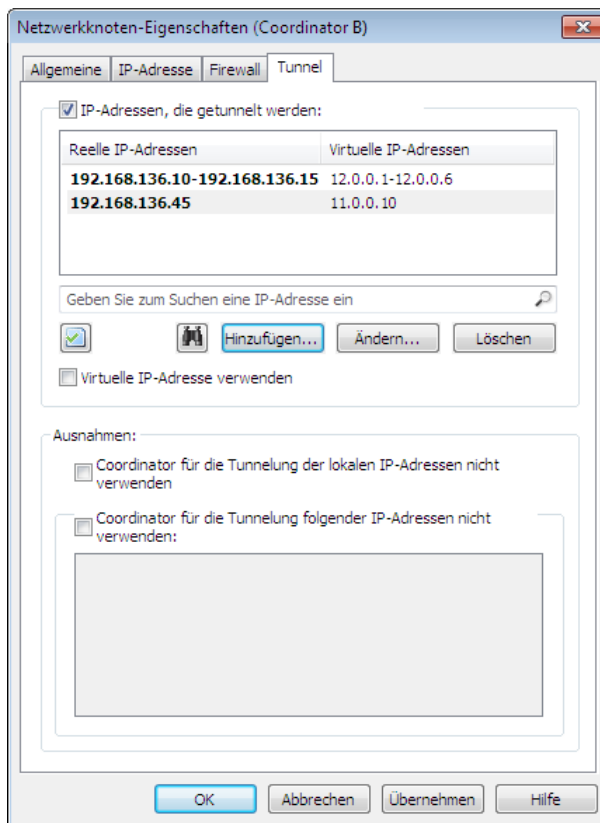 Netzwerkknoten-Eigenschaften (Coordinator B)
Allgemeine IP-Adresse Firewall Tunnel
IP-Adressen, die getunnelt werden:
Reelle IP-Adressen Virtuelle IP-Adressen
192.168.136.10-192.168.136.15 12.0.0.1-12.0.0.6
192.168.136.45 11.0.0.10
Geben Sie zum Suchen eine IP-Adresse ein
Hinzufügen... Ändern... Löschen
Virtuelle IP-Adresse verwenden
Ausnahmen:
Coordinator für die Tunnelung der lokalen IP-Adressen nicht
verwenden
Coordinator für die Tunnelung folgender IP-Adressen nicht
verwenden:
OK Abbrechen Übernehmen Hilfe